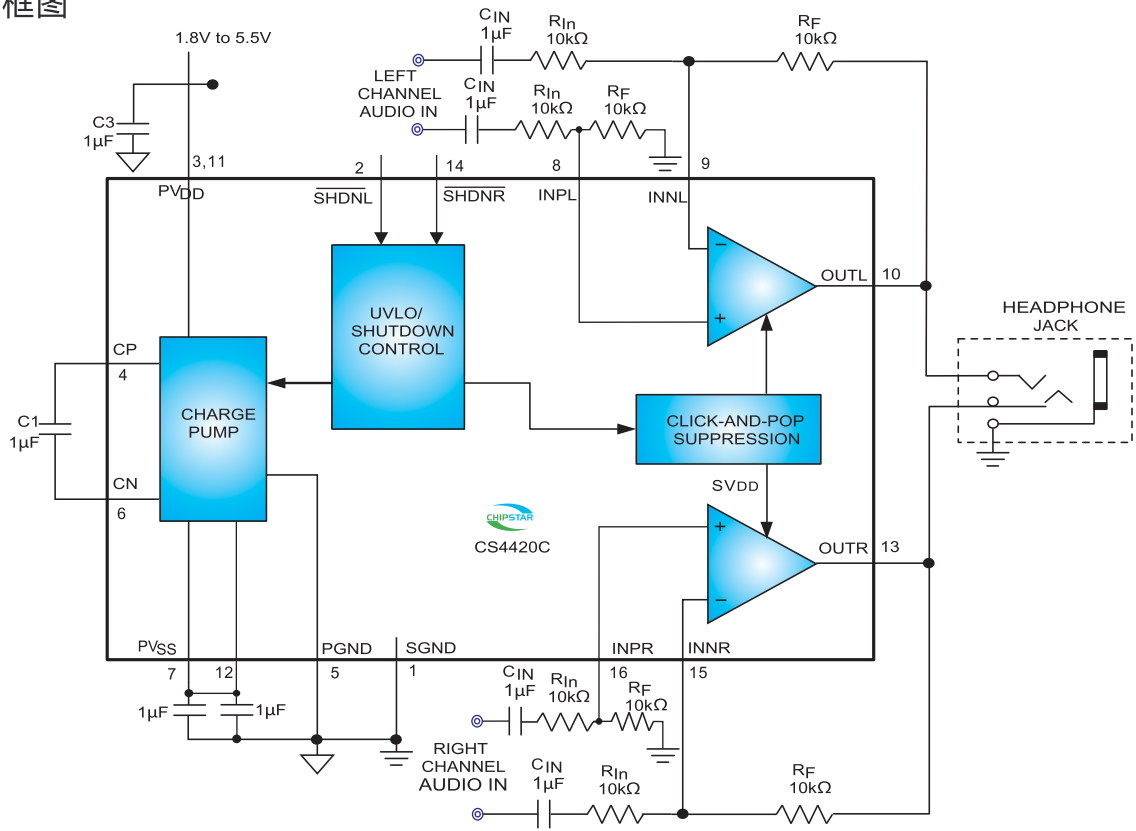 框图
1.8V to 5.5V
C3
1µF
3,11
PVDD
CIN
1µF
RIn
10kΩ
RF
10kΩ
LEFT
CHANNEL
AUDIO IN
CIN
1µF
RIn
10kΩ
RF
10kΩ
2
SHDNL
14
SHDNR
8
INPL
9
INNL
UVLO/
SHUTDOWN
CONTROL
−
+
OUTL
10
HEADPHONE
JACK
CP
4
C1
1µF
CN
6
CHARGE
PUMP
CLICK-AND-POP
SUPPRESSION
SVDD
CHIPSTAR
CS4420C
+
−
OUTR
13
PVSS
7
12
PGND
5
SGND
1
INPR
16
INNR
15
1µF
1µF
CIN
1µF
RIn
10kΩ
RF
10kΩ
RIGHT
CHANNEL
AUDIO IN
CIN
1µF
RIn
10kΩ
RF
10kΩ